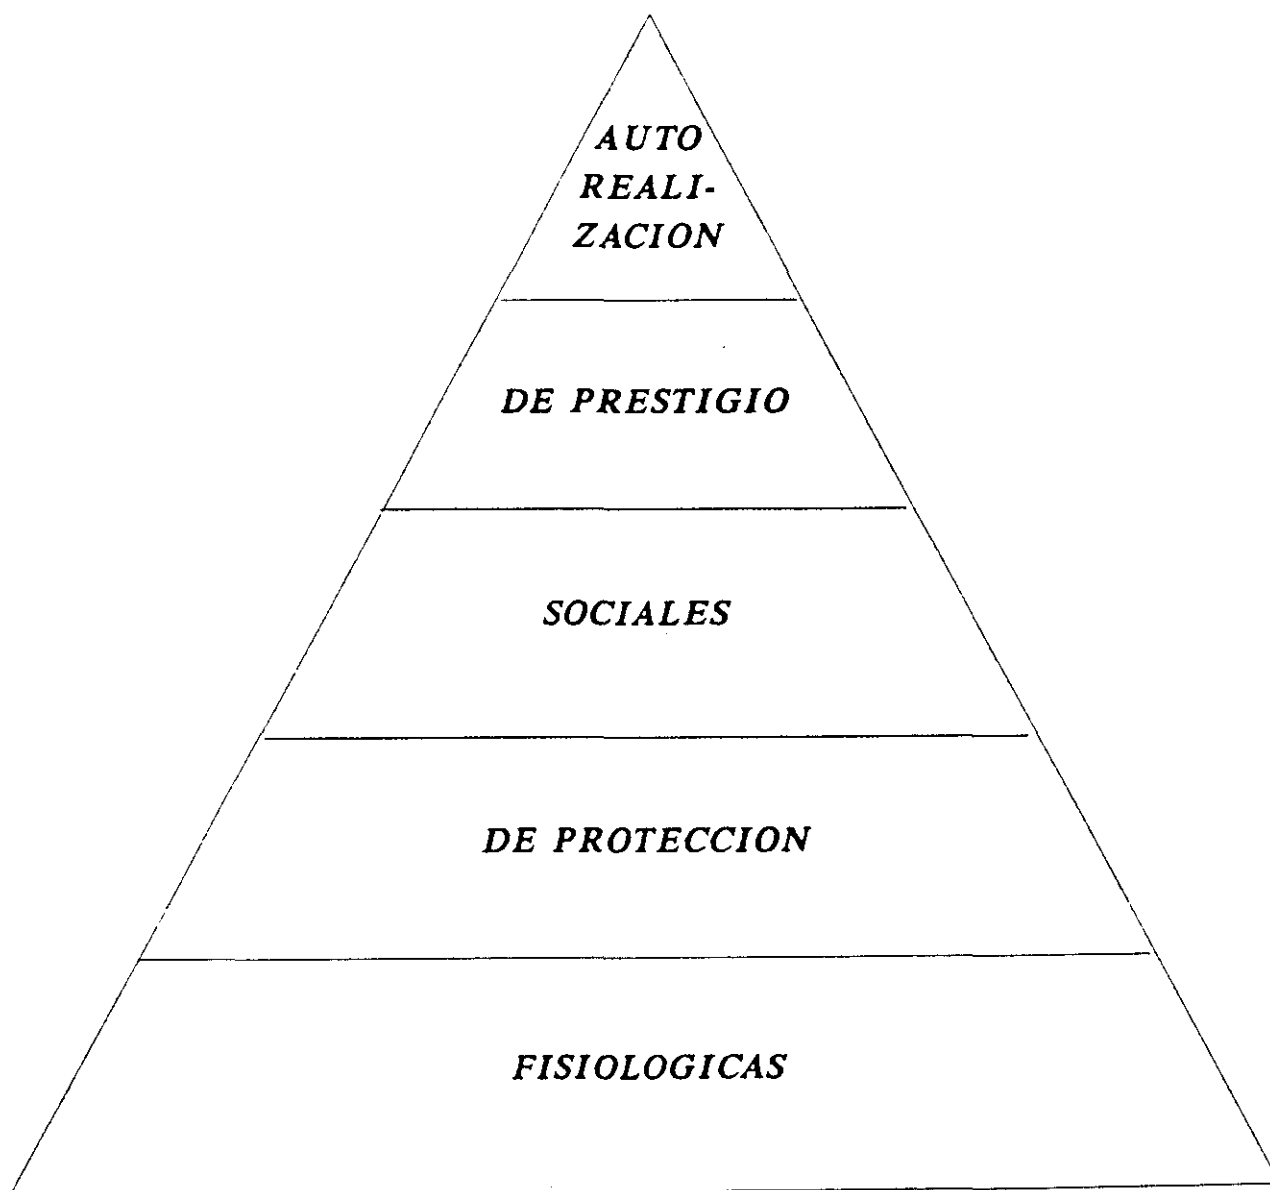 AUTO
REALI-
ZACION
DE PRESTIGIO
SOCIALES
DE PROTECCION
FISIOLOGICAS